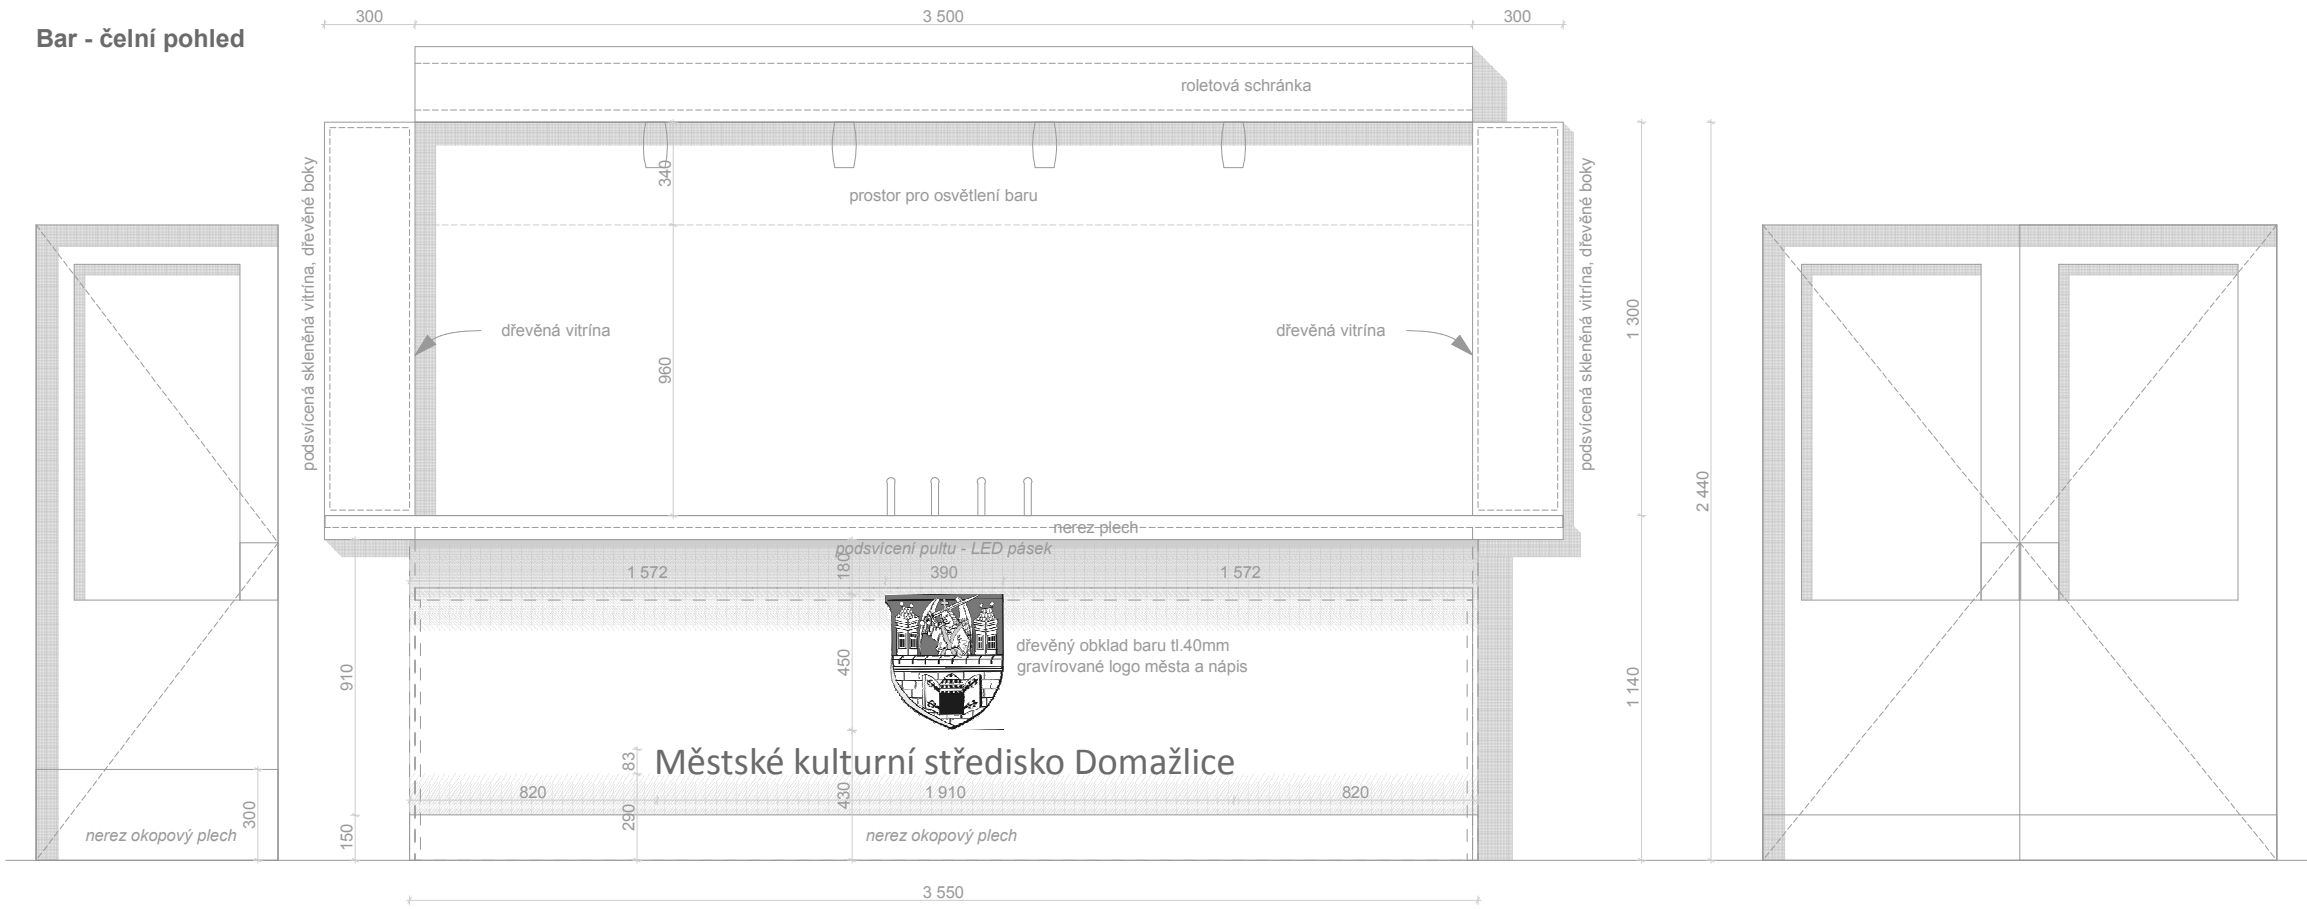 300
3 500
300
Bar - čelní pohled
roletová schránka
podsvícená skleněná vitrína, dřevěné boky
340
prostor pro osvětlení baru
podsvícená skleněná vitrína, dřevěné boky
dřevěná vitrína
dřevěná vitrína
1 300
960
2 440
nerez plech
podsvícení pultu - LED pásek
180
1 572
390
1 572
dřevěný obklad baru tl.40mm
gravírované logo města a nápis
450
910
1 140
Městské kulturní středisko Domažlice
83
820
430
1 910
820
300
290
150
nerez okopový plech
nerez okopový plech
3 550